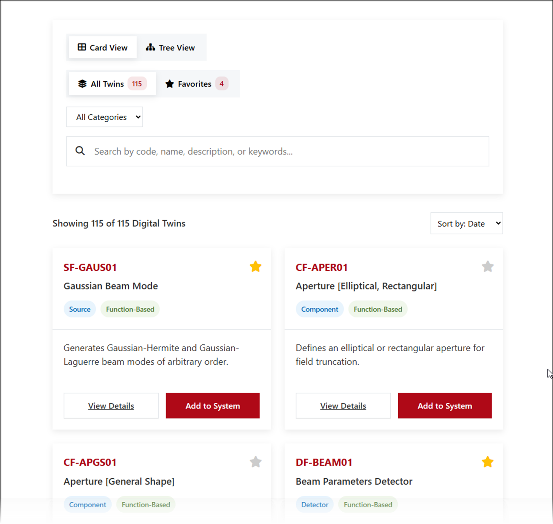 Card View Tree View
All Twins 115 Favorites 4
All Categories
Search by code, name, description, or keywords...
Showing 115 of 115 Digital Twins Sort by: Date
SF-GAUS01
Gaussian Beam Mode
Source Function-Based
Generates Gaussian-Hermite and Gaussian-
Laguerre beam modes of arbitrary order.
View Details Add to System
CF-APER01
Aperture [Elliptical, Rectangular]
Component Function-Based
Defines an elliptical or rectangular aperture for
field truncation.
View Details Add to System
CF-APGS01
Aperture [General Shape]
Component Function-Based
DF-BEAM01
Beam Parameters Detector
Detector Function-Based